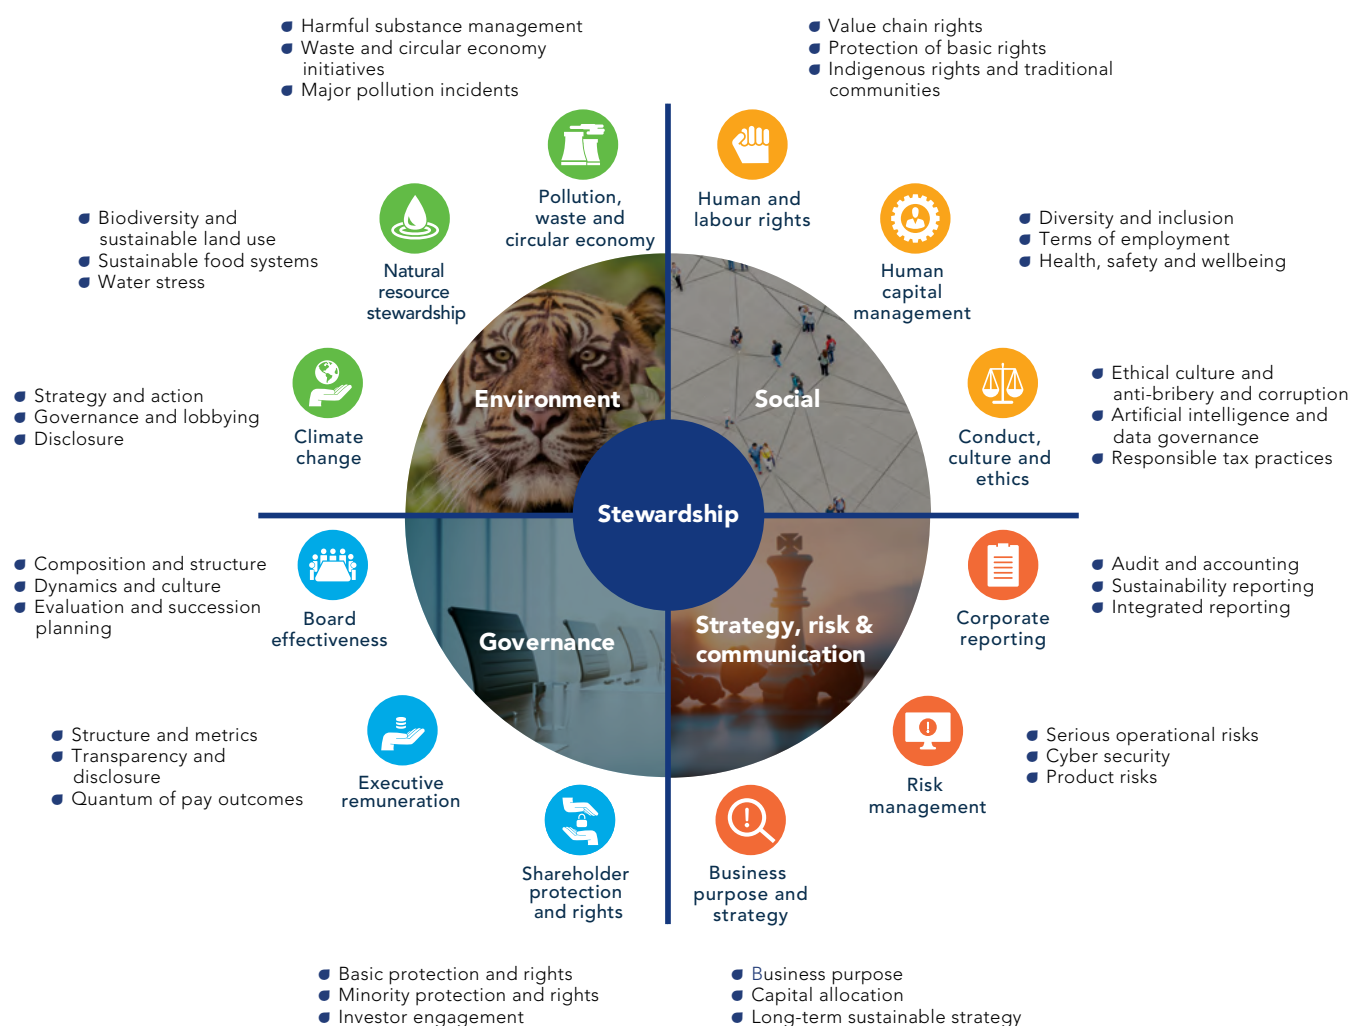 Harmful substance management
Waste and circular economy
initiatives
Major pollution incidents
Value chain rights
Protection of basic rights
Indigenous rights and traditional
communities
Pollution,
waste and
circular economy
Human and
labour rights
Biodiversity and
sustainable land use
Sustainable food systems
Water stress
Natural
resource
stewardship
Human
capital
management
Diversity and inclusion
Terms of employment
Health, safety and wellbeing
Strategy and action
Governance and lobbying
Disclosure
Climate
change
Environment
Social
Conduct,
culture and
ethics
Ethical culture and
anti-bribery and corruption
Artificial intelligence and
data governance
Responsible tax practices
Stewardship
Composition and structure
Dynamics and culture
Evaluation and succession
planning
Board
effectiveness
Governance
Strategy, risk &
communication
Corporate
reporting
Audit and accounting
Sustainability reporting
Integrated reporting
Structure and metrics
Transparency and
disclosure
Quantum of pay outcomes
Executive
remuneration
Risk
management
Serious operational risks
Cyber security
Product risks
Shareholder
protection
and rights
Business
purpose and
strategy
Basic protection and rights
Minority protection and rights
Investor engagement
Business purpose
Capital allocation
Long-term sustainable strategy